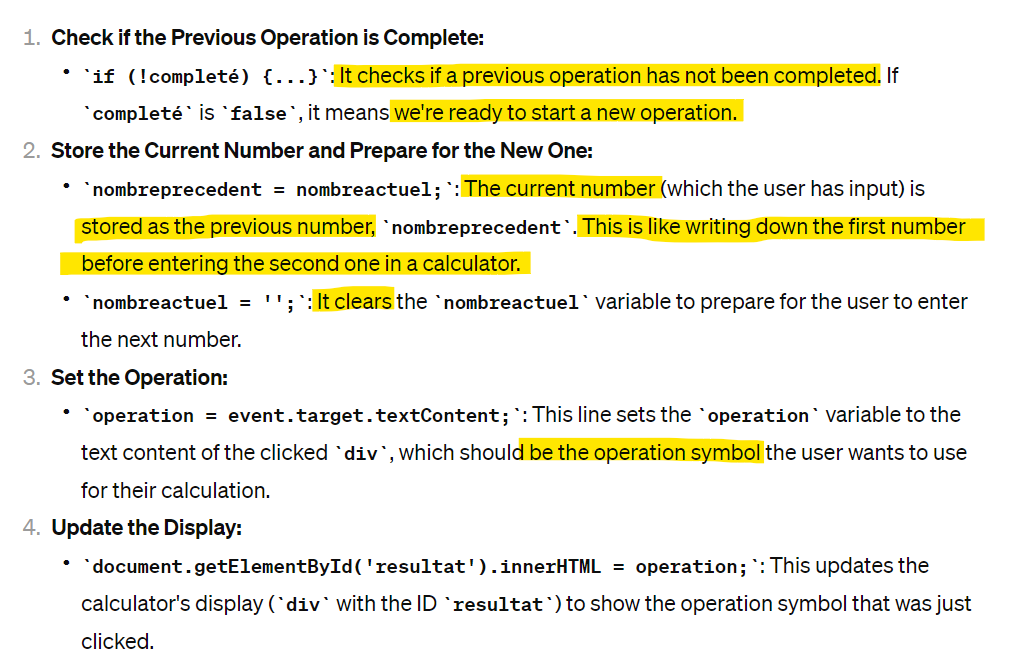 1. Check if the Previous Operation is Complete:
• `if (!completé) {...}`: It checks if a previous operation has not been completed. If
`completé` is `false`, it means we're ready to start a new operation.
2. Store the Current Number and Prepare for the New One:
• `nombreprecedent = nombreactuel;`: The current number (which the user has input) is
stored as the previous number, `nombreprecedent`. This is like writing down the first number
before entering the second one in a calculator.
• `nombreactuel = '';`: It clears the `nombreactuel` variable to prepare for the user to enter
the next number.
3. Set the Operation:
• `operation = event.target.textContent;`: This line sets the `operation` variable to the
text content of the clicked `div`, which should be the operation symbol the user wants to use
for their calculation.
4. Update the Display:
• `document.getElementById('resultat').innerHTML = operation;`: This updates the
calculator's display (`div` with the ID `resultat`) to show the operation symbol that was just
clicked.